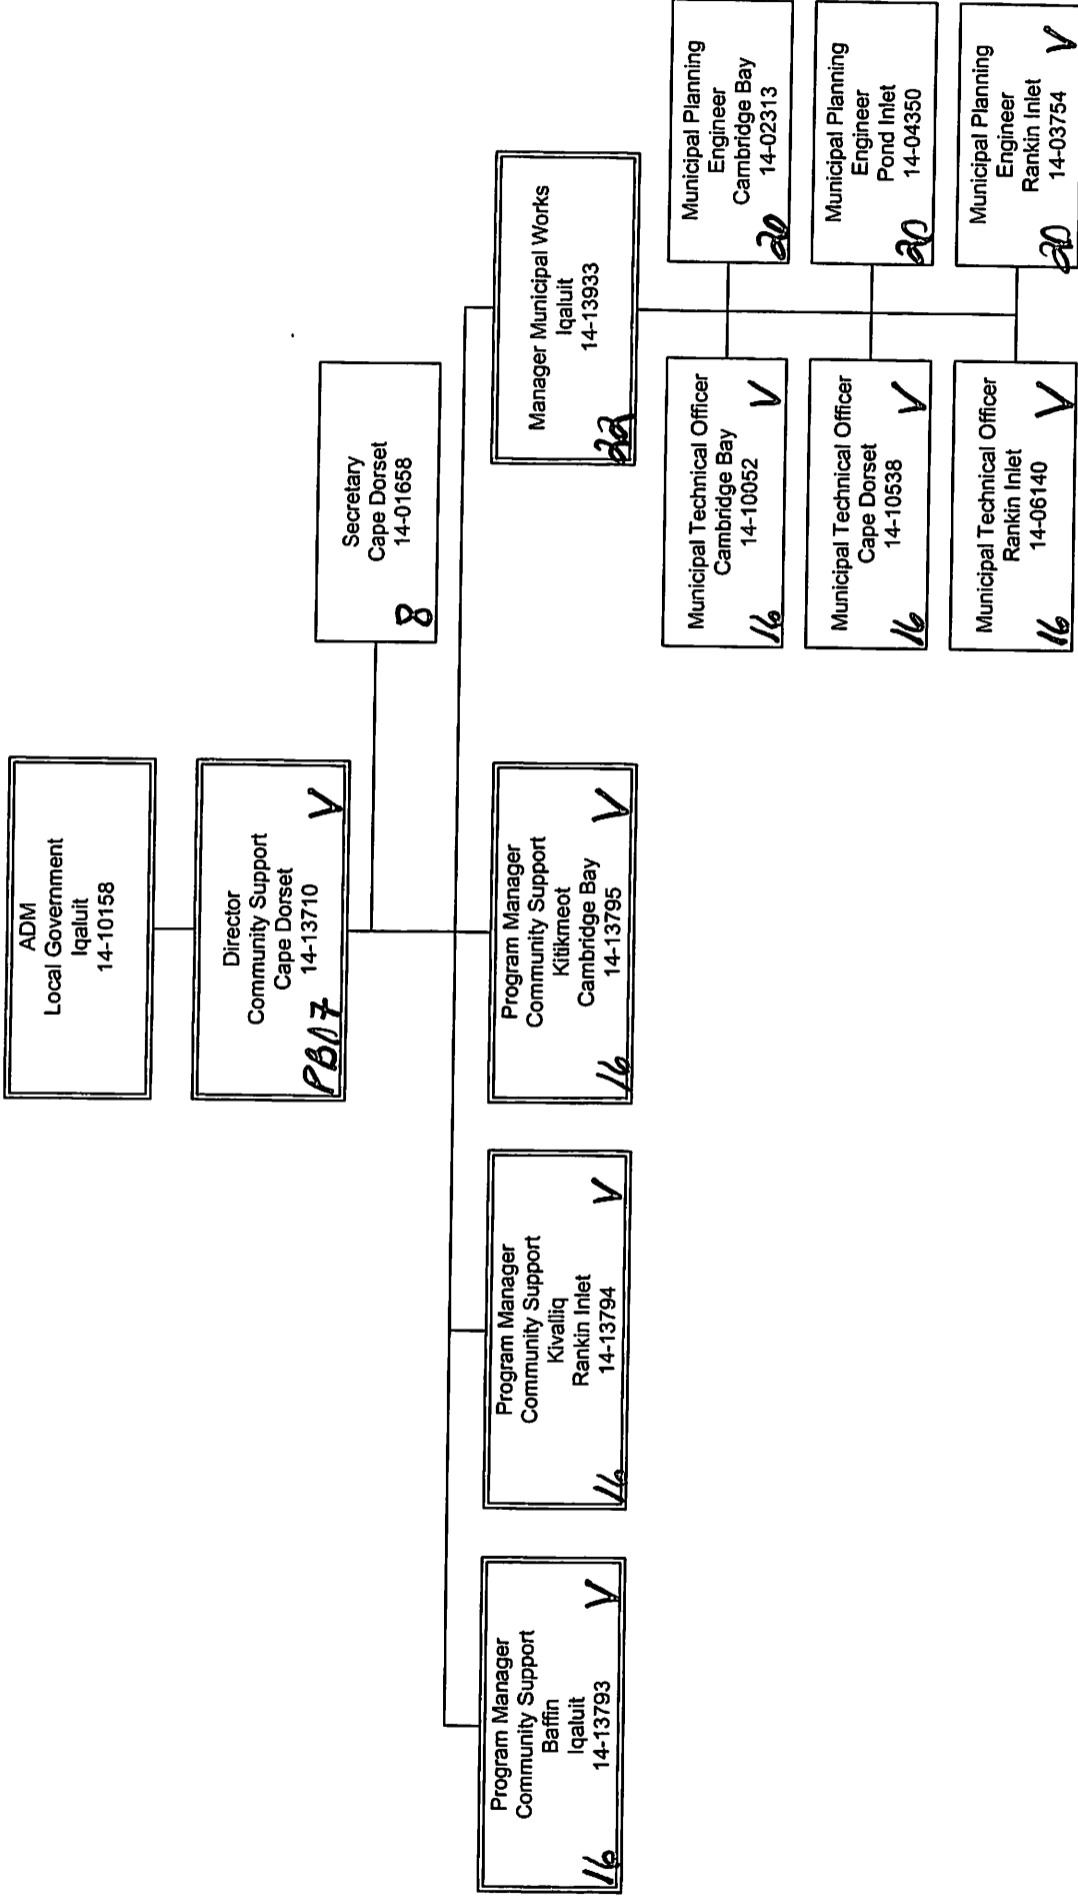 ADM
Local Government
Iqaluit
14-10158
Director
Community Support
Cape Dorset
14-13710 V
PB07
Secretary
Cape Dorset
14-01658
8
Program Manager
Community Support
Baffin
Iqaluit
14-13793 V
16
Program Manager
Community Support
Kivalliq
Rankin Inlet
14-13794 V
16
Program Manager
Community Support
Kitikmeot
Cambridge Bay
14-13795 V
16
Manager Municipal Works
Iqaluit
14-13933
22
Municipal Technical Officer
Cambridge Bay
14-10052 V
16
Municipal Planning
Engineer
Cambridge Bay
14-02313
20
Municipal Technical Officer
Cape Dorset
14-10538 V
16
Municipal Planning
Engineer
Pond Inlet
14-04350
20
Municipal Technical Officer
Rankin Inlet
14-06140 V
16
Municipal Planning
Engineer
Rankin Inlet
14-03754 V
20